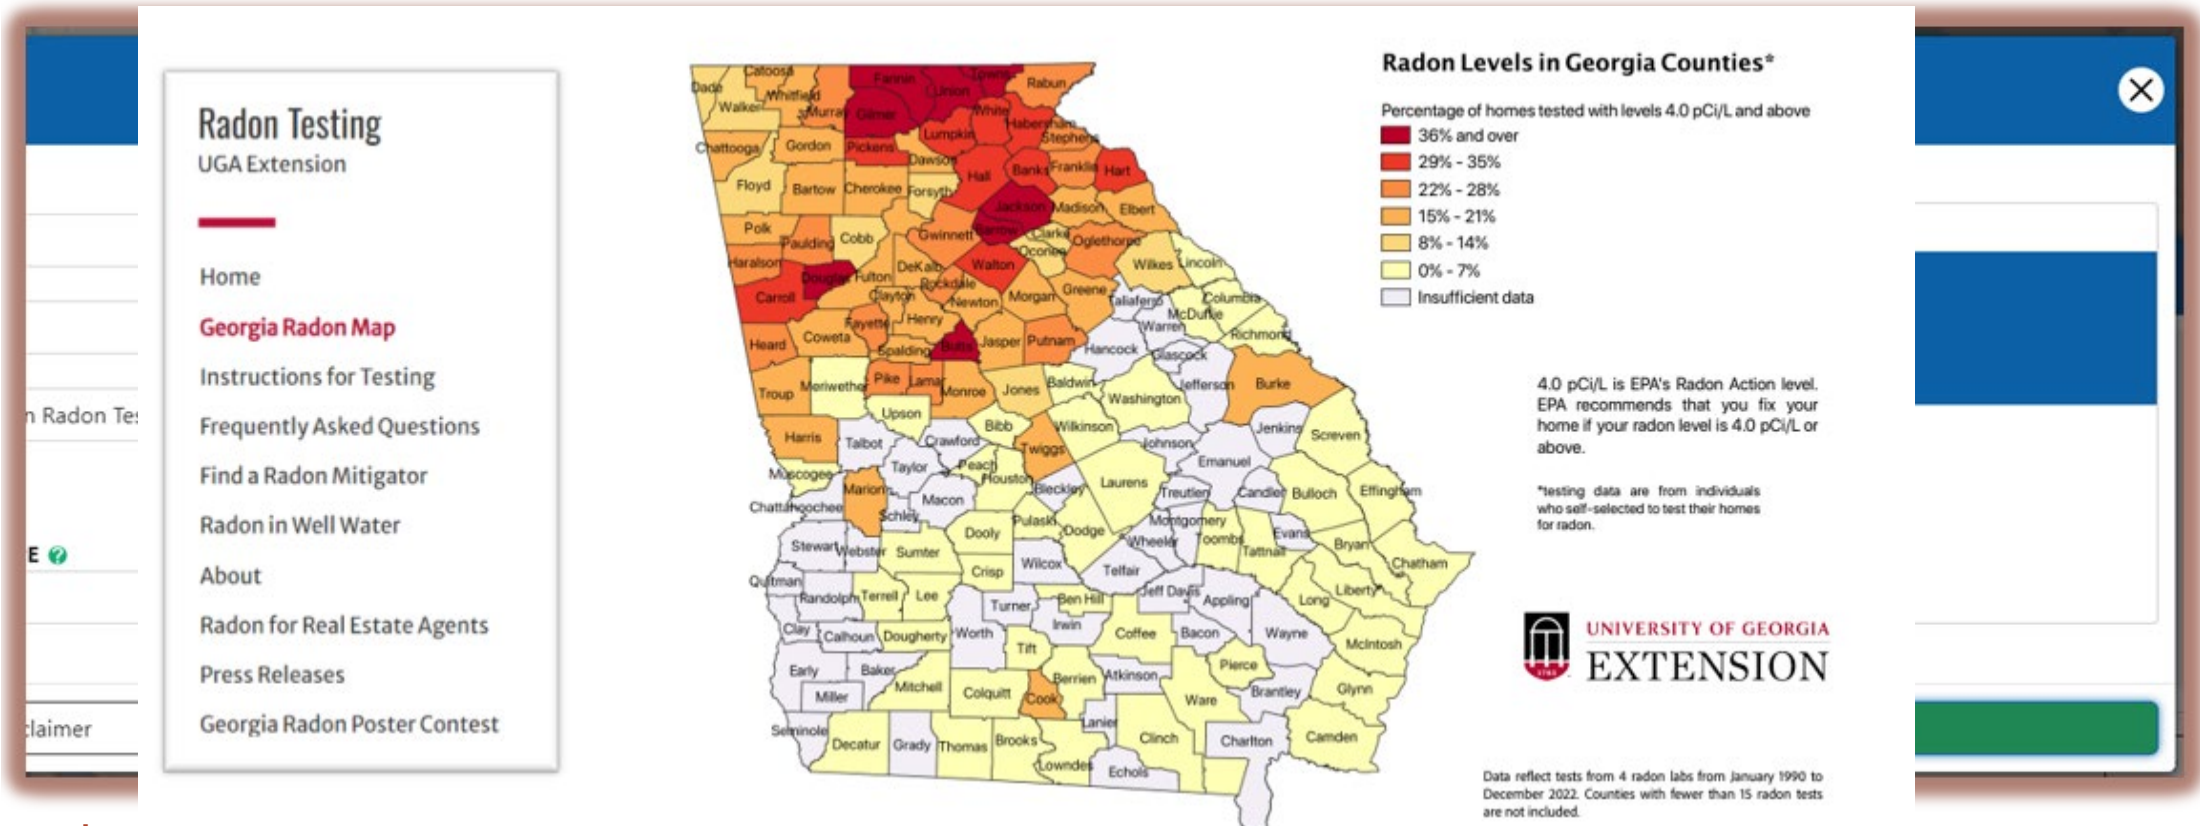 Radon Testing
UGA Extension
Home
Georgia Radon Map
Instructions for Testing
Frequently Asked Questions
Find a Radon Mitigator
Radon in Well Water
About
Radon for Real Estate Agents
Press Releases
Georgia Radon Poster Contest
n Radon Tes
E ?
claimer
Radon Levels in Georgia Counties*
Percentage of homes tested with levels 4.0 pCi/L and above
36% and over
29% - 35%
22% - 28%
15% - 21%
8% - 14%
0% - 7%
Insufficient data
Dade
Catoosa
Whitfield
Walker
Murray
Fannin
Gilmer
Union
Towns
Rabun
White
Habersham
Stephens
Lumpkin
Chattooga
Gordon
Pickens
Dawson
Hall
Banks
Franklin
Hart
Floyd
Bartow
Cherokee
Forsyth
Jackson
Madison
Elbert
Polk
Paulding
Cobb
Gwinnett
Barrow
Clarke
Oconee
Oglethorpe
Haralson
Douglas
Fulton
DeKalb
Walton
Wilkes
Lincoln
Carroll
Clayton
Rockdale
Newton
Morgan
Greene
Taliaferro
Columbia
McDuffie
Warren
Heard
Coweta
Fayette
Henry
Spalding
Butts
Jasper
Putnam
Hancock
Glascock
Richmond
Troup
Meriwether
Pike
Lamar
Monroe
Jones
Baldwin
Washington
Jefferson
Burke
Upson
Harris
Talbot
Crawford
Bibb
Wilkinson
Twiggs
Johnson
Jenkins
Screven
Emanuel
Muscogee
Taylor
Peach
Houston
Bleckley
Laurens
Treutlen
Candler
Bulloch
Effingham
Chattahoochee
Marion
Macon
Schley
Dooly
Pulaski
Dodge
Montgomery
Wheeler
Toombs
Evans
Tattnall
Bryan
Chatham
Stewart
Webster
Sumter
Crisp
Wilcox
Telfair
Quitman
Randolph
Terrell
Lee
Turner
Ben Hill
Jeff Davis
Appling
Long
Liberty
Clay
Calhoun
Dougherty
Worth
Irwin
Coffee
Bacon
Wayne
McIntosh
Tift
Early
Baker
Miller
Mitchell
Colquitt
Cook
Berrien
Atkinson
Pierce
Ware
Brantley
Glynn
Seminole
Decatur
Grady
Thomas
Brooks
Lanier
Lowndes
Echols
Clinch
Charlton
Camden
4.0 pCi/L is EPA's Radon Action level.
EPA recommends that you fix your
home if your radon level is 4.0 pCi/L or
above.
*testing data are from individuals
who self-selected to test their homes
for radon.
1785
UNIVERSITY OF GEORGIA
EXTENSION
Data reflect tests from 4 radon labs from January 1990 to
December 2022. Counties with fewer than 15 radon tests
are not included.